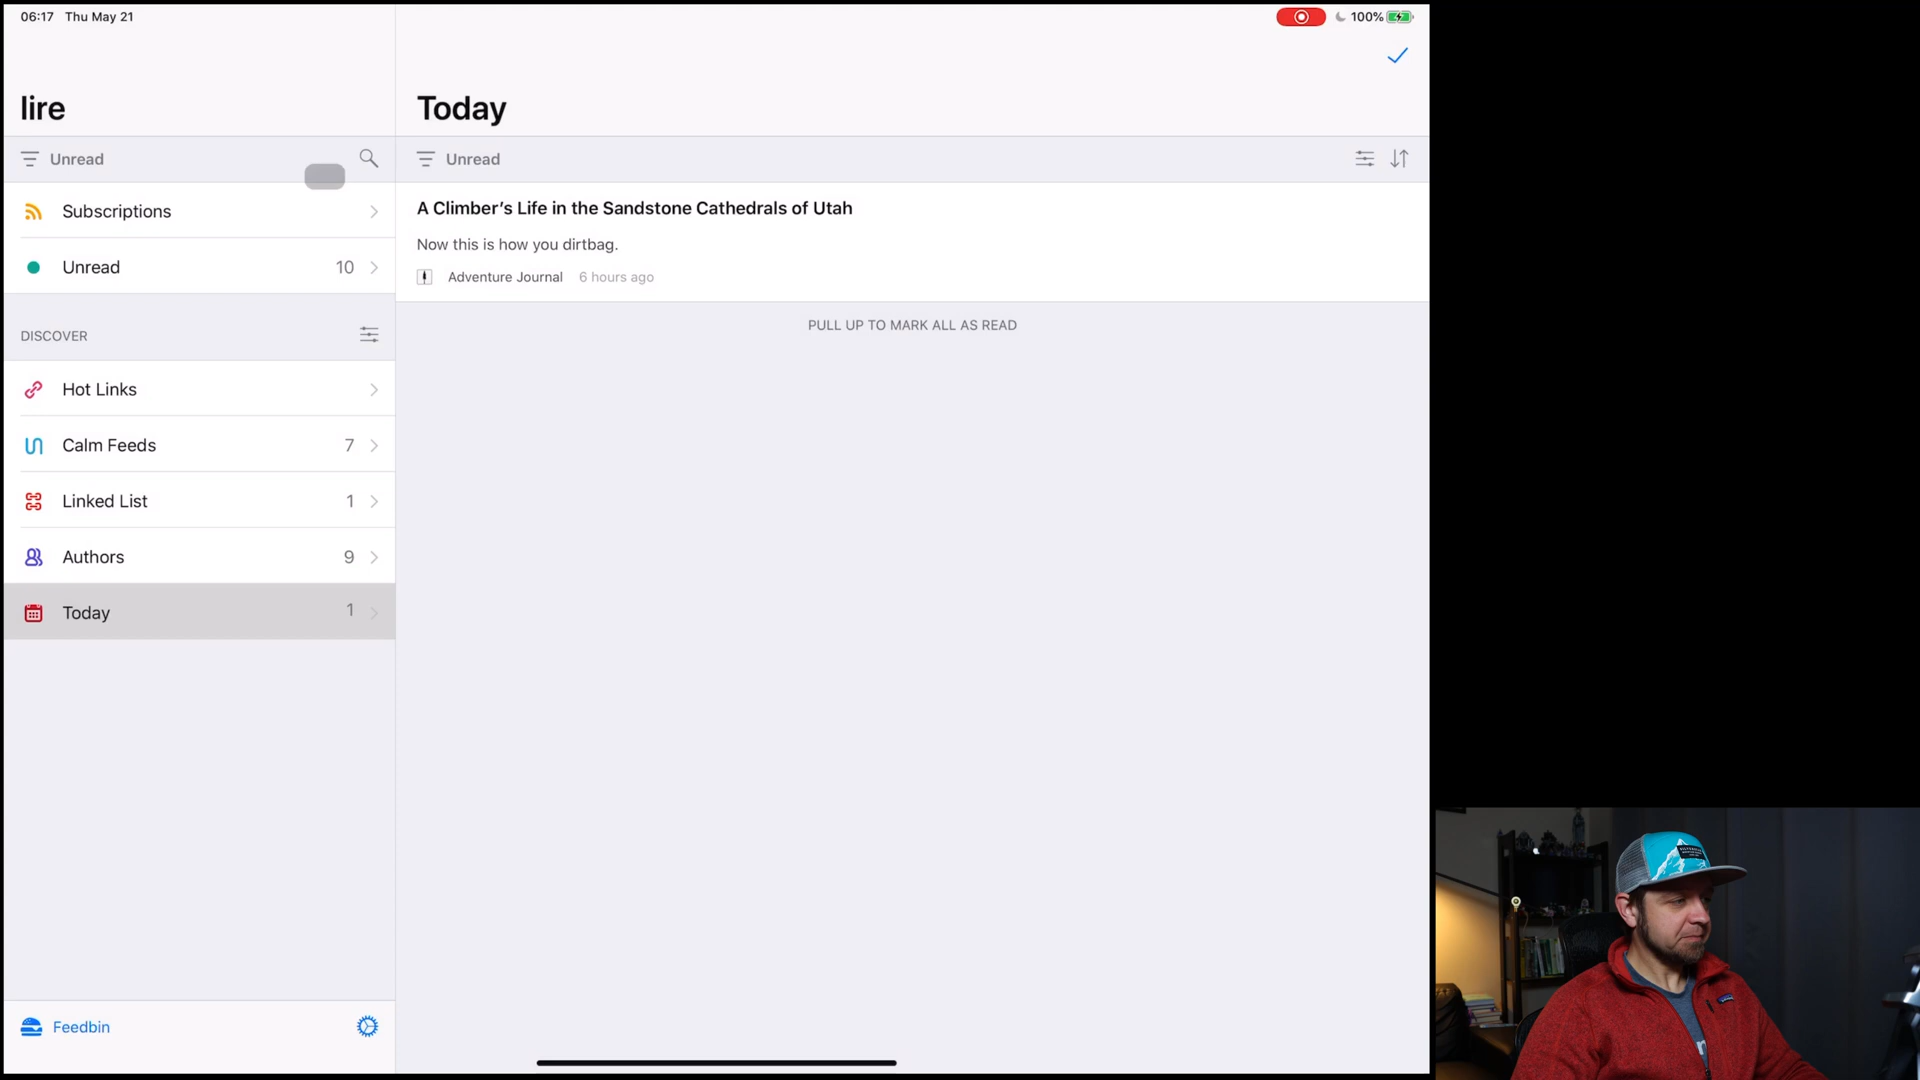 06:17 Thu May 21
100%
lire
Unread
Subscriptions
Unread 10
DISCOVER
Hot Links
Calm Feeds 7
Linked List 1
Authors 9
Today 1
Feedbin
Today
Unread
A Climber’s Life in the Sandstone Cathedrals of Utah
Now this is how you dirtbag.
Adventure Journal 6 hours ago
PULL UP TO MARK ALL AS READ